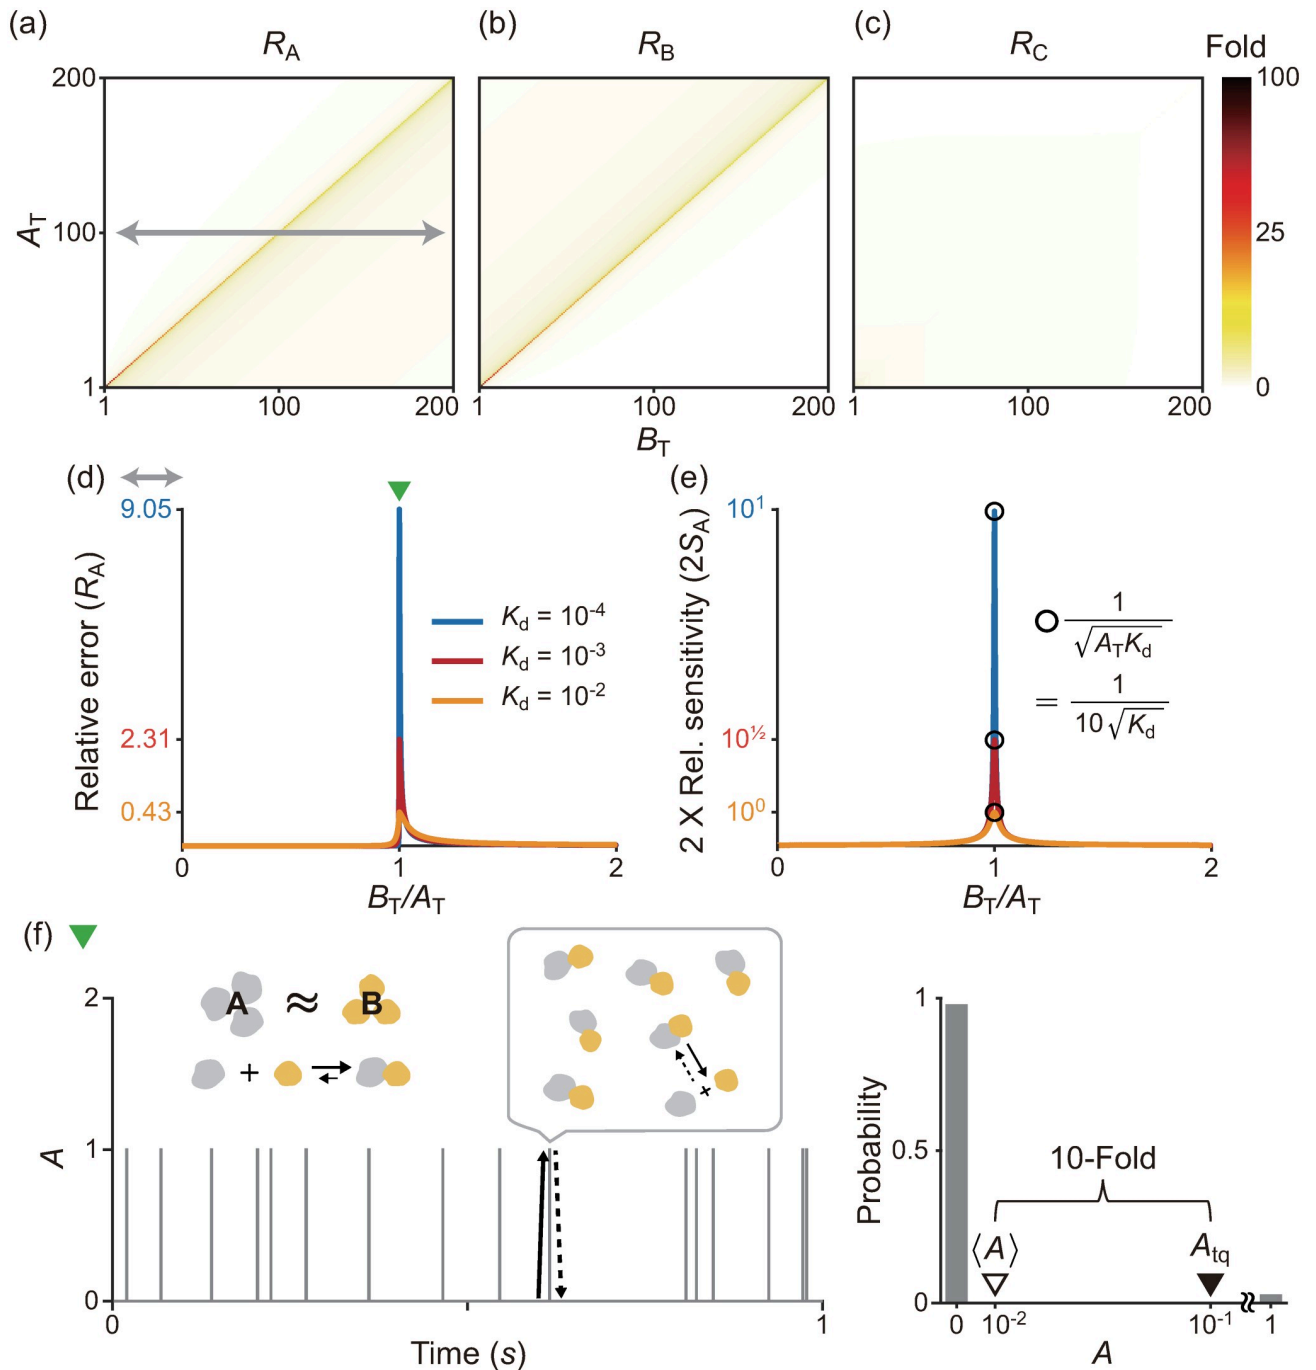 (a) R_A
(b) R_B
(c) R_C
Fold
200
100
1
A_T
1 100 200
1 100 200
1 100 200
B_T
100
25
0
(d)
9.05
2.31
0.43
Relative error (R_A)
K_d = 10^-4
K_d = 10^-3
K_d = 10^-2
0 1 2
B_T/A_T
(e)
10^1
10^½
10^0
2 X Rel. sensitivity (2S_A)
1
√A_T K_d
= 1
10√K_d
0 1 2
B_T/A_T
(f)
2
1
0
A
A ≈ B
+
+
0 1
Time (s)
1
0.5
0
Probability
10-Fold
⟨A⟩ A_tq
0 10^-2 10^-1 1
A